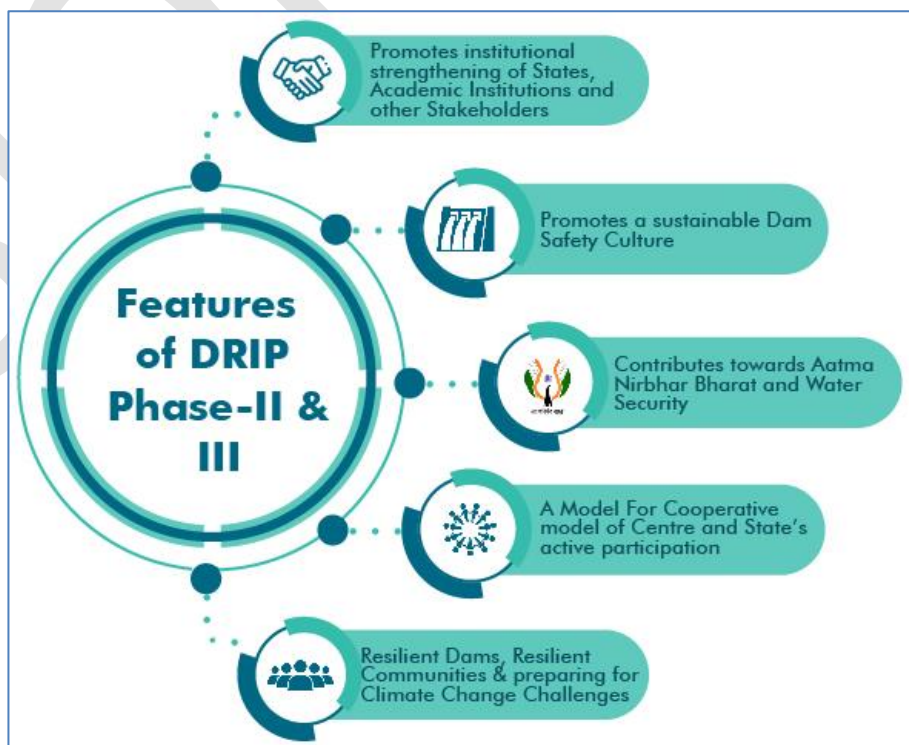 Promotes institutional
strengthening of States,
Academic Institutions and
other Stakeholders
Promotes a sustainable Dam
Safety Culture
Features
of DRIP
Phase-II &
III
Contributes towards Aatma
Nirbhar Bharat and Water
Security
A Model For Cooperative
model of Centre and State's
active participation
Resilient Dams, Resilient
Communities & preparing for
Climate Change Challenges